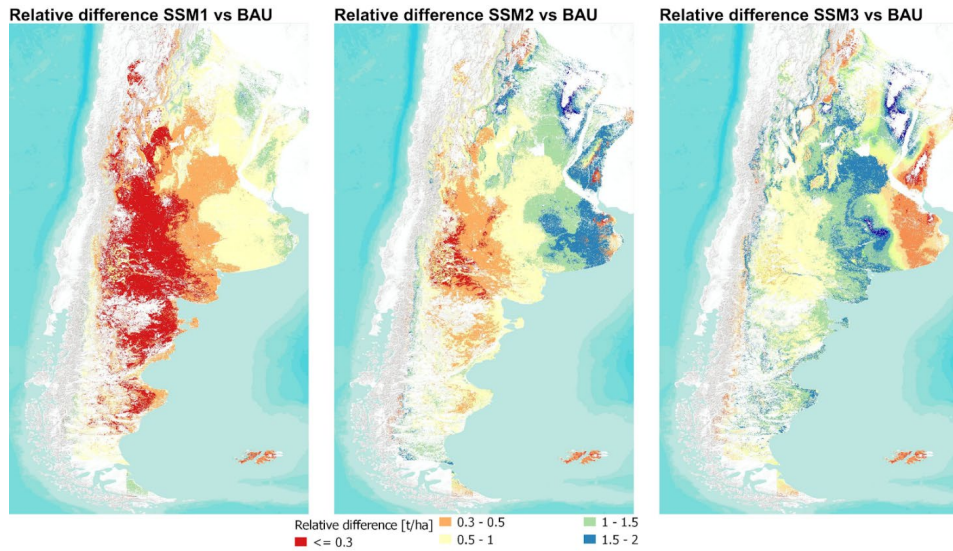 Relative difference SSM1 vs BAU
Relative difference SSM2 vs BAU
Relative difference SSM3 vs BAU
Relative difference [t/ha]
<= 0.3
0.3 - 0.5
0.5 - 1
1 - 1.5
1.5 - 2